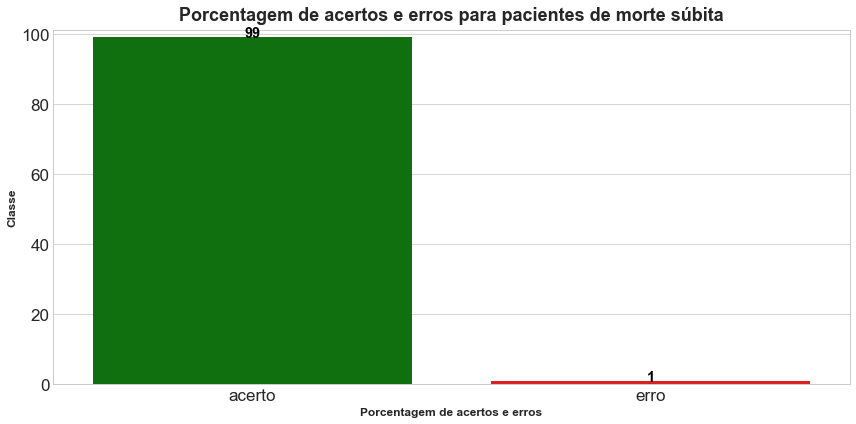 Porcentagem de acertos e erros para pacientes de morte súbita
100
80
60
40
20
0
Classe
99
1
acerto
erro
Porcentagem de acertos e erros